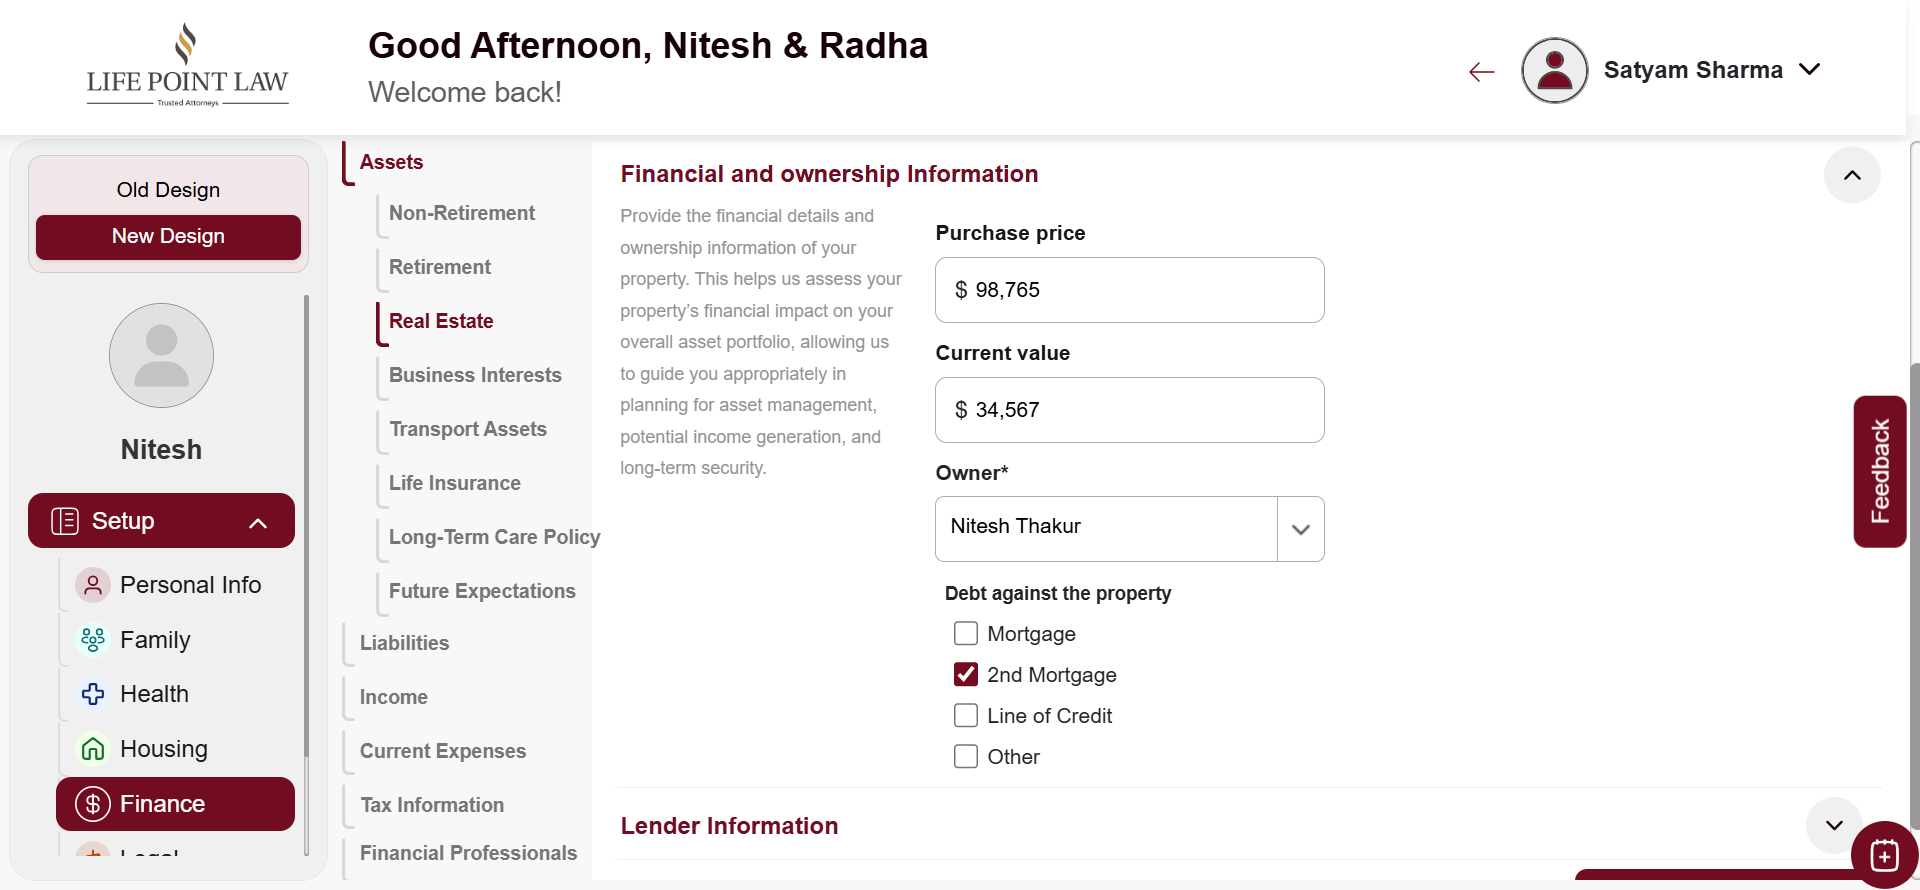 LIFE POINT LAW
Trusted Attorneys
Good Afternoon, Nitesh & Radha
Welcome back!
Satyam Sharma
Old Design
New Design
Nitesh
Setup
Personal Info
Family
Health
Housing
Finance
Assets
Non-Retirement
Retirement
Real Estate
Business Interests
Transport Assets
Life Insurance
Long-Term Care Policy
Future Expectations
Liabilities
Income
Current Expenses
Tax Information
Financial Professionals
Financial and ownership Information
Provide the financial details and
ownership information of your
property. This helps us assess your
property’s financial impact on your
overall asset portfolio, allowing us
to guide you appropriately in
planning for asset management,
potential income generation, and
long-term security.
Purchase price
$ 98,765
Current value
$ 34,567
Owner*
Nitesh Thakur
Debt against the property
Mortgage
2nd Mortgage
Line of Credit
Other
Lender Information
Feedback